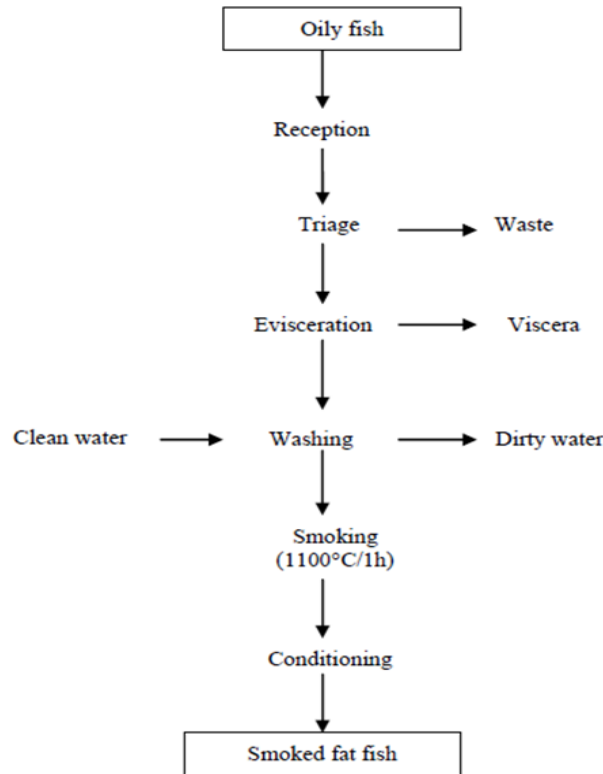 Oily fish
Reception
Triage
Waste
Evisceration
Viscera
Clean water
Washing
Dirty water
Smoking
(1100°C/1h)
Conditioning
Smoked fat fish